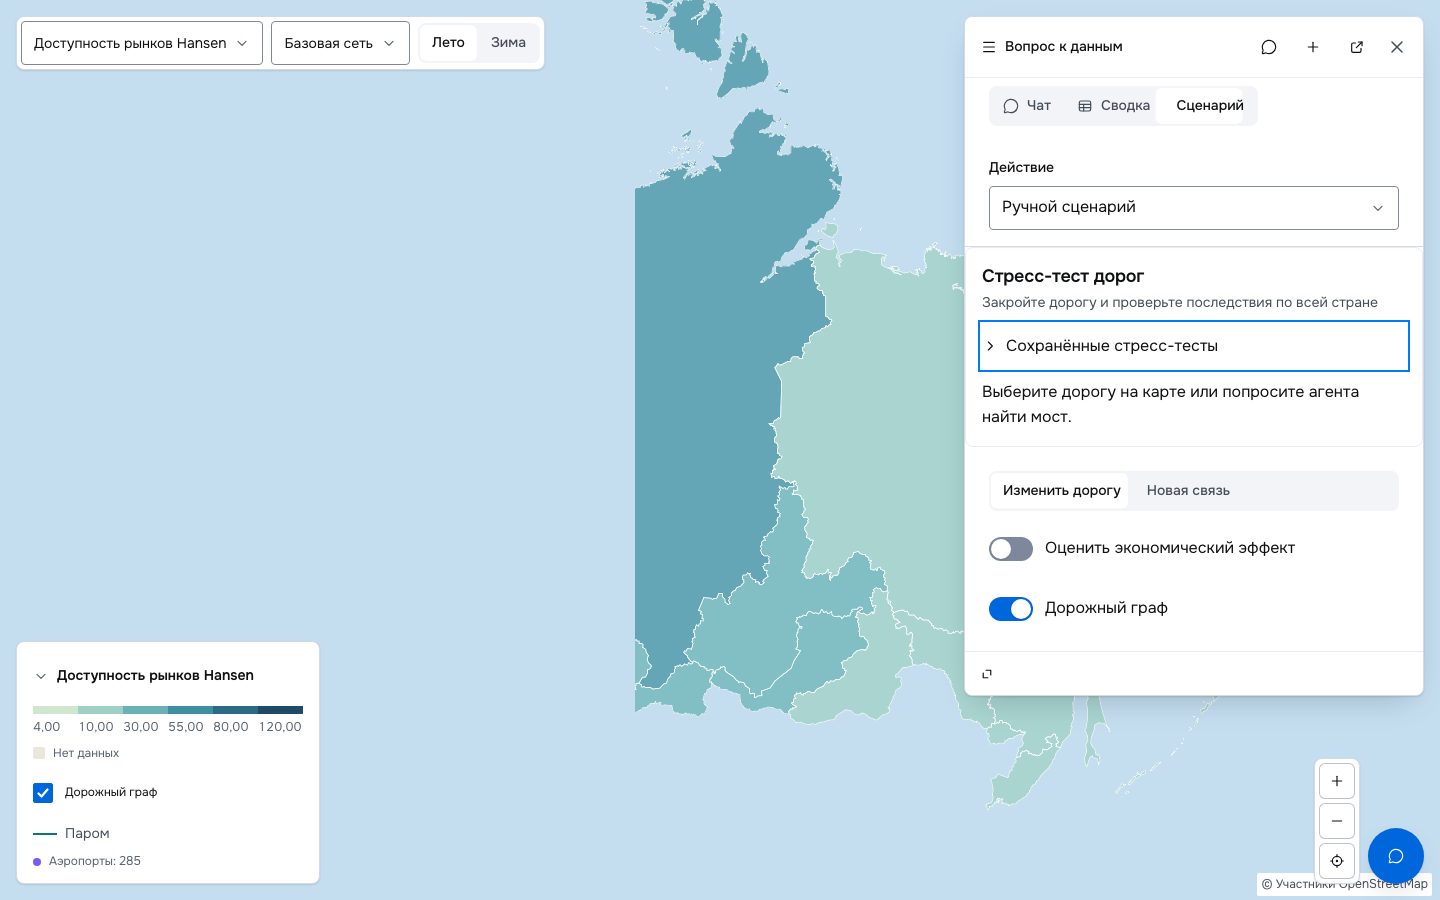 Доступность рынков Hansen
Базовая сеть
Лето
Зима
Вопрос к данным
Чат
Сводка
Сценарий
Действие
Ручной сценарий
Стресс-тест дорог
Закройте дорогу и проверьте последствия по всей стране
Сохранённые стресс-тесты
Выберите дорогу на карте или попросите агента
найти мост.
Изменить дорогу
Новая связь
Оценить экономический эффект
Дорожный граф
Доступность рынков Hansen
4,00 10,00 30,00 55,00 80,00 120,00
Нет данных
Дорожный граф
Паром
Аэропорты: 285
© Участники OpenStreetMap